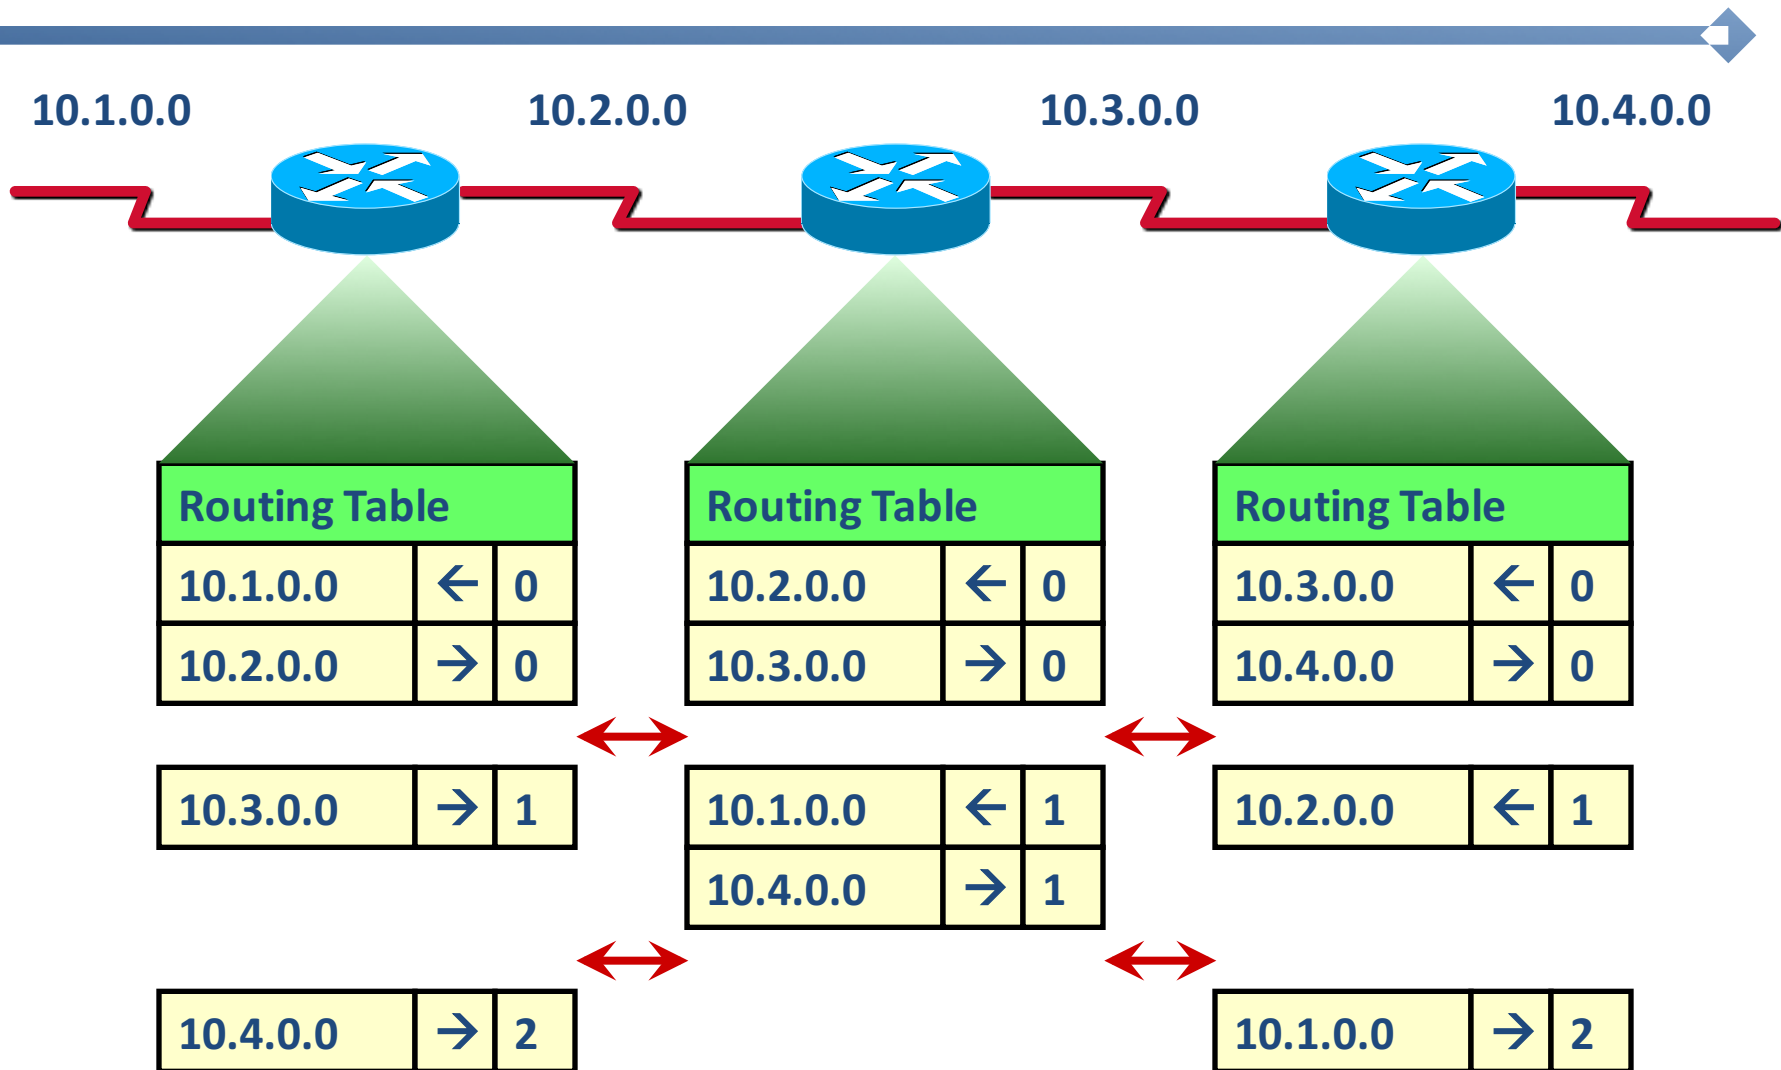 10.1.0.0 10.2.0.0 10.3.0.0 10.4.0.0
Routing Table
10.1.0.0 ← 0
10.2.0.0 → 0
10.3.0.0 → 1
10.4.0.0 → 2
Routing Table
10.2.0.0 ← 0
10.3.0.0 → 0
10.1.0.0 ← 1
10.4.0.0 → 1
Routing Table
10.3.0.0 ← 0
10.4.0.0 → 0
10.2.0.0 ← 1
10.1.0.0 → 2